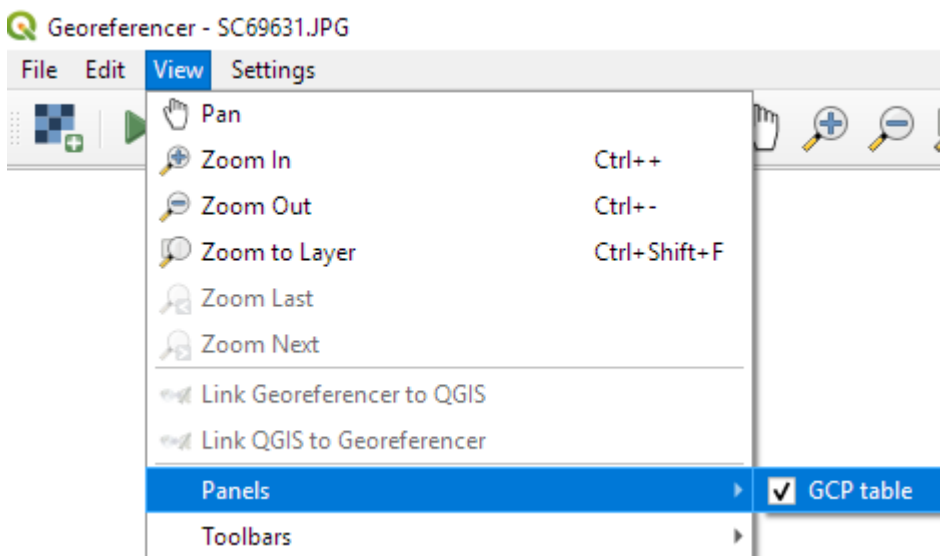 Georeferencer - SC69631.JPG
File Edit View Settings
Pan
Zoom In Ctrl++
Zoom Out Ctrl+-
Zoom to Layer Ctrl+Shift+F
Zoom Last
Zoom Next
Link Georeferencer to QGIS
Link QGIS to Georeferencer
Panels GCP table
Toolbars